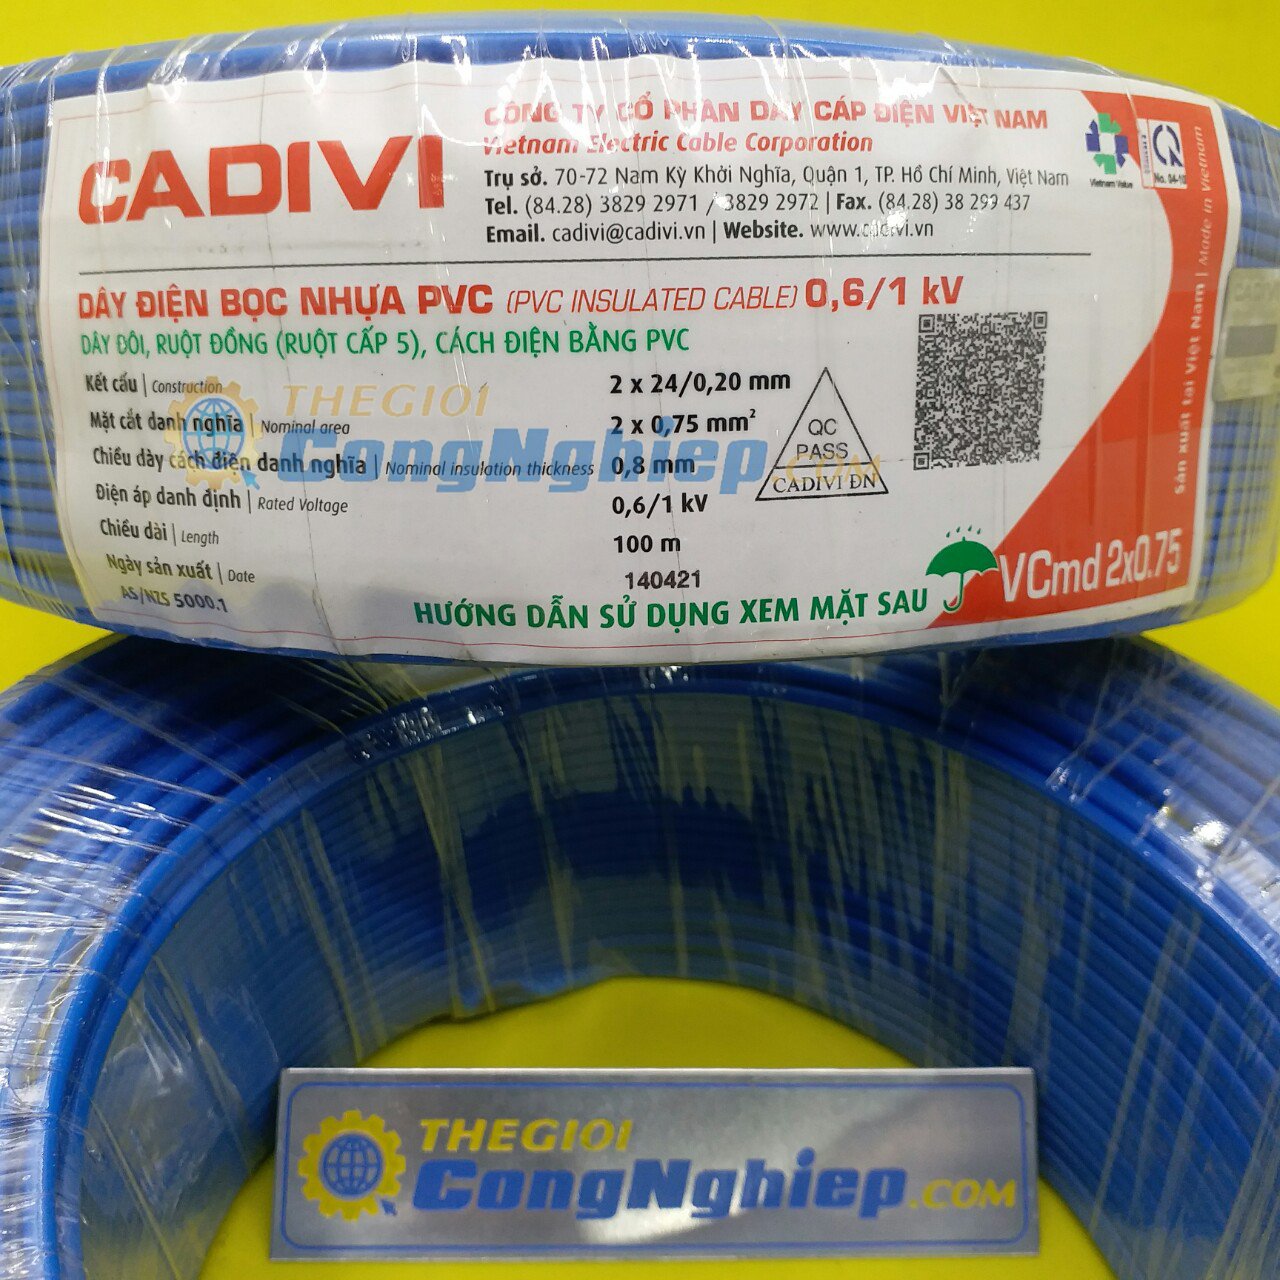 CADIVI
CÔNG TY CỔ PHẦN DÂY CÁP ĐIỆN VIỆT NAM
Vietnam Electric Cable Corporation
Trụ sở. 70-72 Nam Kỳ Khởi Nghĩa, Quận 1, TP. Hồ Chí Minh, Việt Nam
Tel. (84.28) 3829 2971 / 3829 2972 | Fax. (84.28) 38 299 437
Email. cadivi@cadivi.vn | Website. www.cadivi.vn
Vietnam Value
No. 04-10
DÂY ĐIỆN BỌC NHỰA PVC (PVC INSULATED CABLE) 0,6/1 kV
DÂY ĐÔI, RUỘT ĐỒNG (RUỘT CẤP 5), CÁCH ĐIỆN BẰNG PVC
Kết cấu | Construction 2 x 24/0,20 mm
Mặt cắt danh nghĩa | Nominal area 2 x 0,75 mm²
Chiều dày cách điện danh nghĩa | Nominal insulation thickness 0,8 mm
Điện áp danh định | Rated Voltage 0,6/1 kV
Chiều dài | Length 100 m
Ngày sản xuất | Date 140421
AS/NZS 5000.1
QC
PASS
CADIVI ĐN
HƯỚNG DẪN SỬ DỤNG XEM MẶT SAU
VCmd 2x0.75
Sản xuất tại Việt Nam | Made in Vietnam
THEGIOI
CongNghiep.COM
THEGIOI
CongNghiep.COM